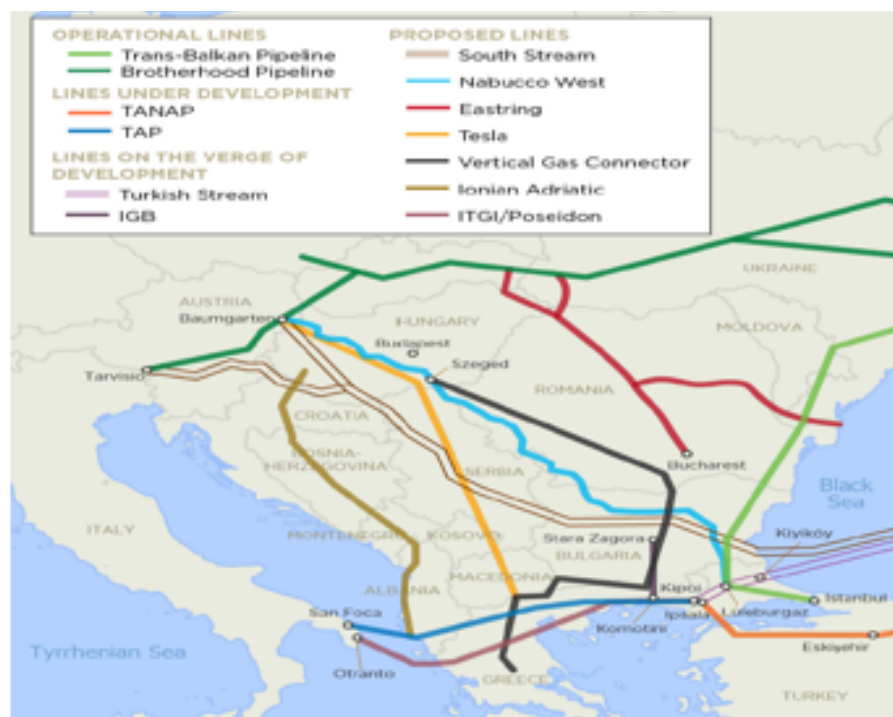 OPERATIONAL LINES
Trans-Balkan Pipeline
Brotherhood Pipeline
LINES UNDER DEVELOPMENT
TANAP
TAP
LINES ON THE VERGE OF
DEVELOPMENT
Turkish Stream
IGB
PROPOSED LINES
South Stream
Nabucco West
Eastring
Tesla
Vertical Gas Connector
Ionian Adriatic
ITGI/Poseidon
UKRAINE
AUSTRIA
Baumgarten
HUNGARY
MOLDOVA
Budapest
Szeged
Tarvisio
ROMANIA
CROATIA
BOSNIA-
HERZEGOVINA
SERBIA
Bucharest
Black
Sea
ITALY
MONTENEGRO
KOSOVO
Stara Zagora
BULGARIA
Kiyiköy
MACEDONIA
ALBANIA
Kipoi
San Foca
Ipsala
Luleburgaz
Istanbul
Komotini
Tyrrhenian Sea
Otranto
Eskişehir
GREECE
TURKEY